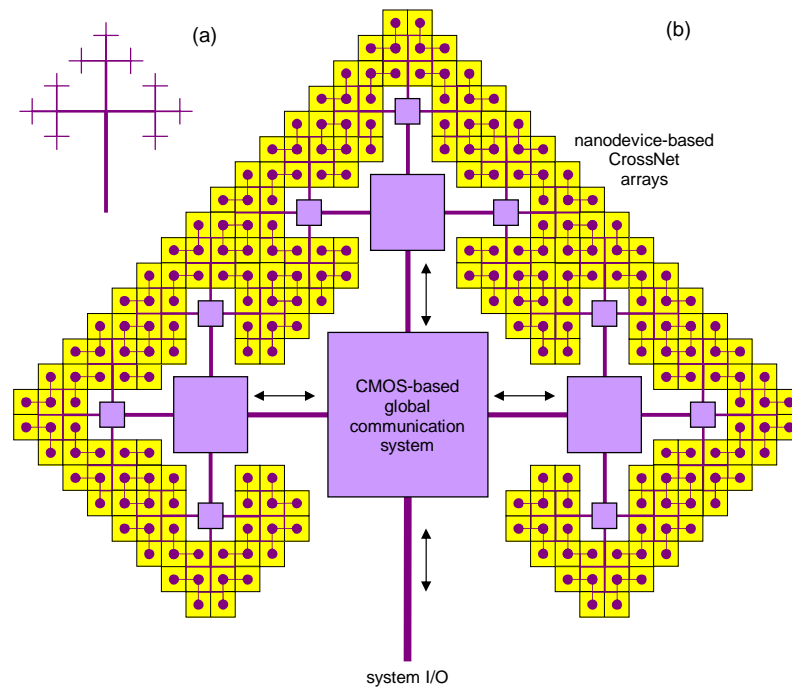 (a)
(b)
nanodevice-based
CrossNet
arrays
CMOS-based
global
communication
system
system I/O